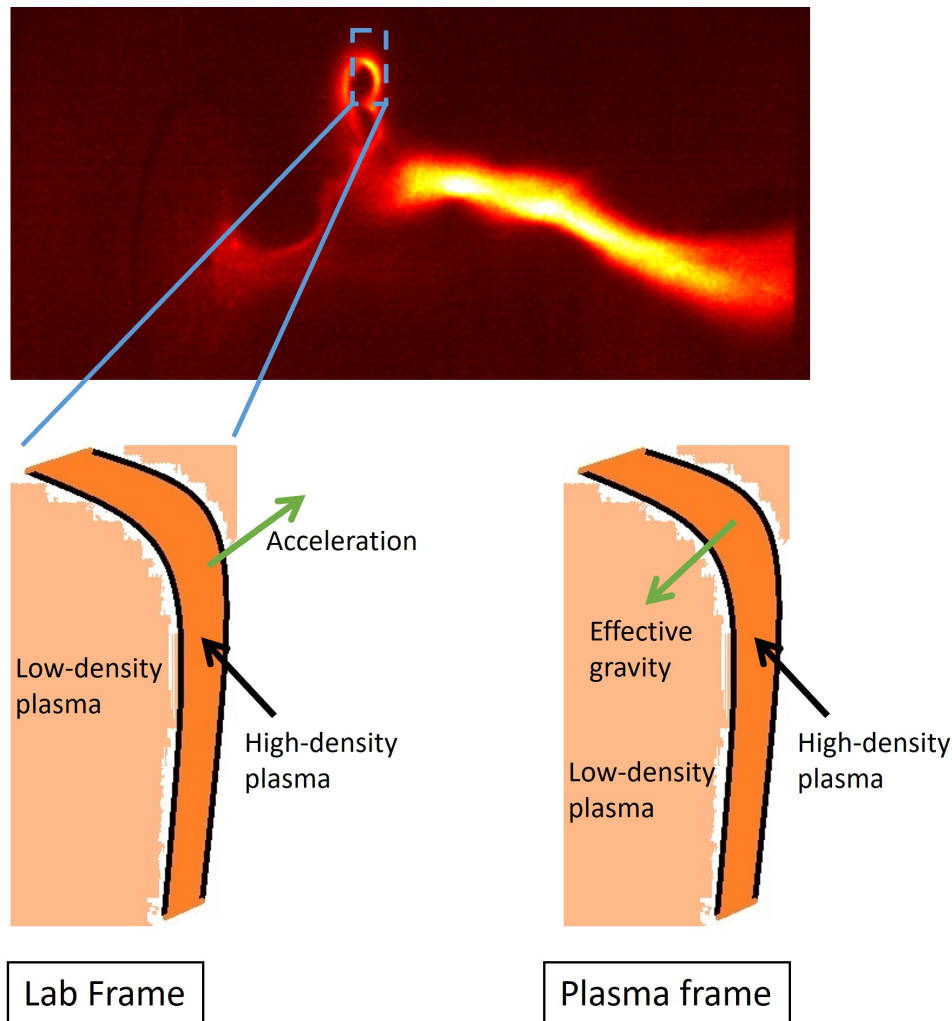 Acceleration
Low-density
plasma
High-density
plasma
Lab Frame
Effective
gravity
High-density
plasma
Low-density
plasma
Plasma frame